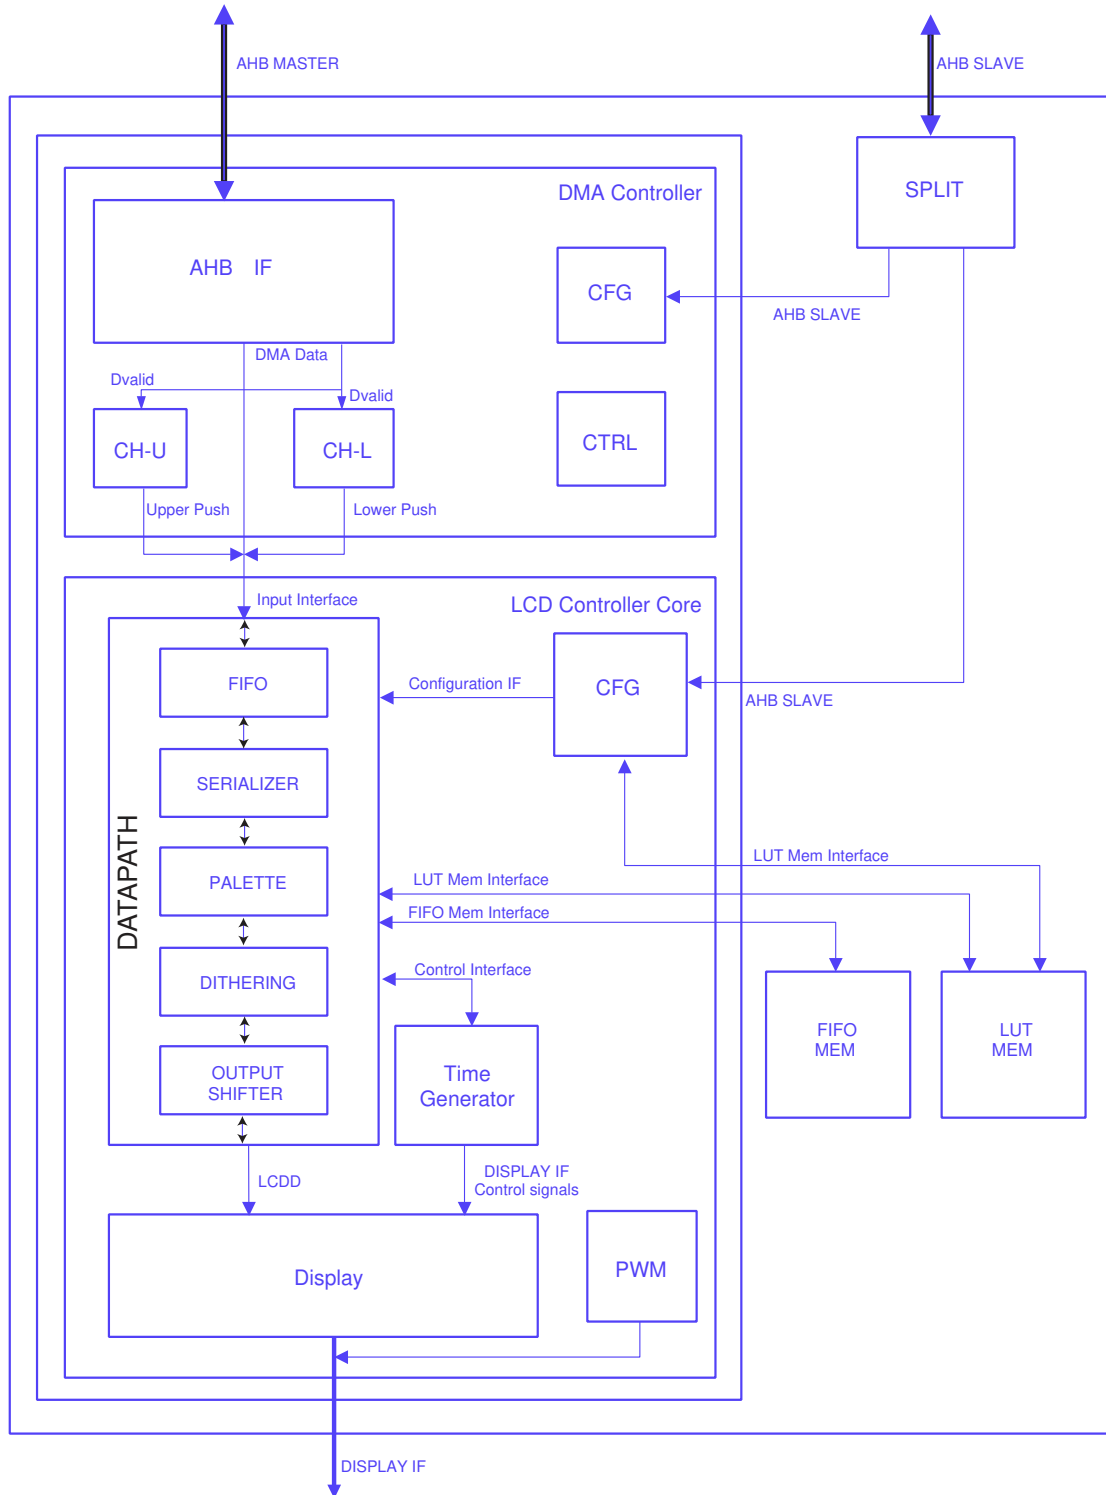 AHB MASTER
AHB SLAVE
DMA Controller
SPLIT
AHB IF
CFG
AHB SLAVE
DMA Data
Dvalid
Dvalid
CH-U
CH-L
CTRL
Upper Push
Lower Push
Input Interface
LCD Controller Core
FIFO
Configuration IF
CFG
AHB SLAVE
SERIALIZER
DATAPATH
LUT Mem Interface
PALETTE
LUT Mem Interface
FIFO Mem Interface
DITHERING
Control Interface
FIFO
MEM
LUT
MEM
OUTPUT
SHIFTER
Time
Generator
LCDD
DISPLAY IF
Control signals
Display
PWM
DISPLAY IF